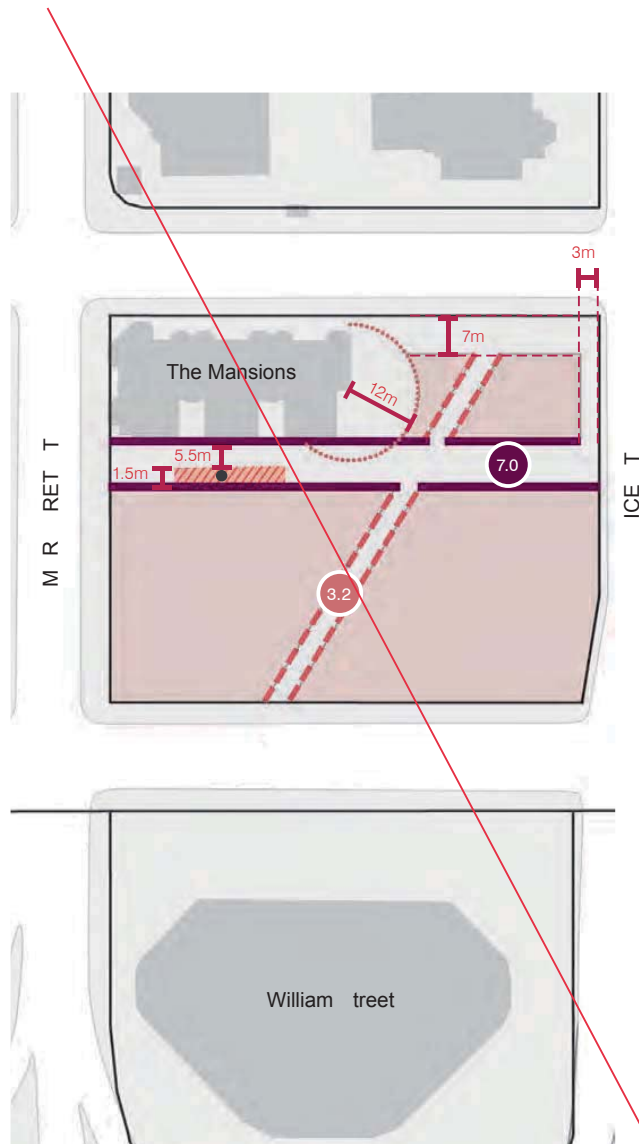 3m
7m
The Mansions
12m
5.5m
7.0
1.5m
M R RET T
ICE T
3.2
William treet